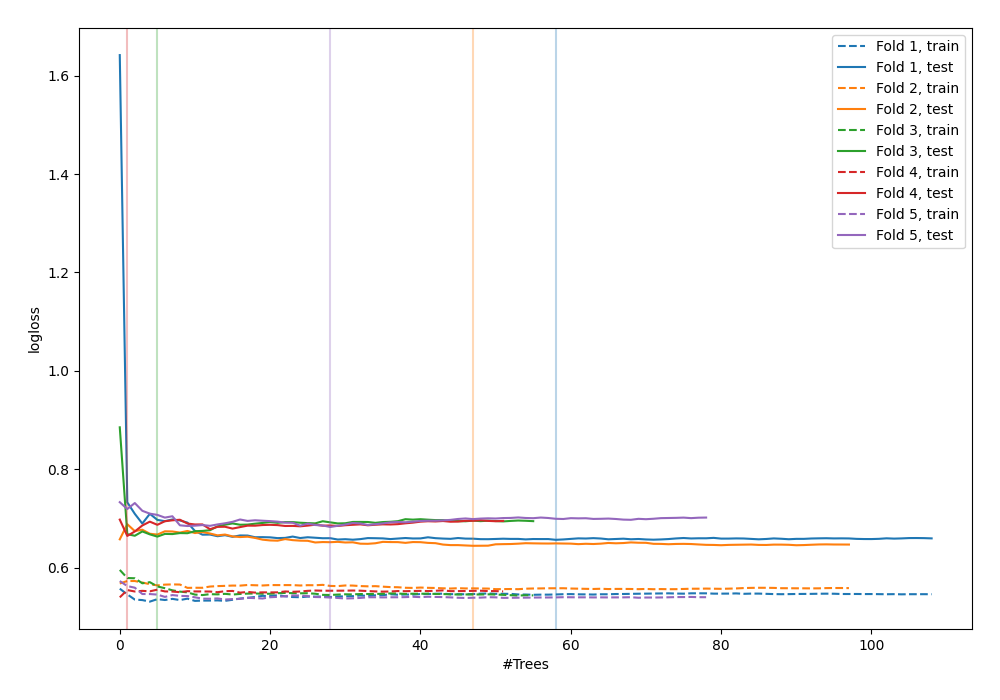 1.6
1.4
1.2
1.0
0.8
0.6
logloss
0
20
40
60
80
100
#Trees
Fold 1, train
Fold 1, test
Fold 2, train
Fold 2, test
Fold 3, train
Fold 3, test
Fold 4, train
Fold 4, test
Fold 5, train
Fold 5, test